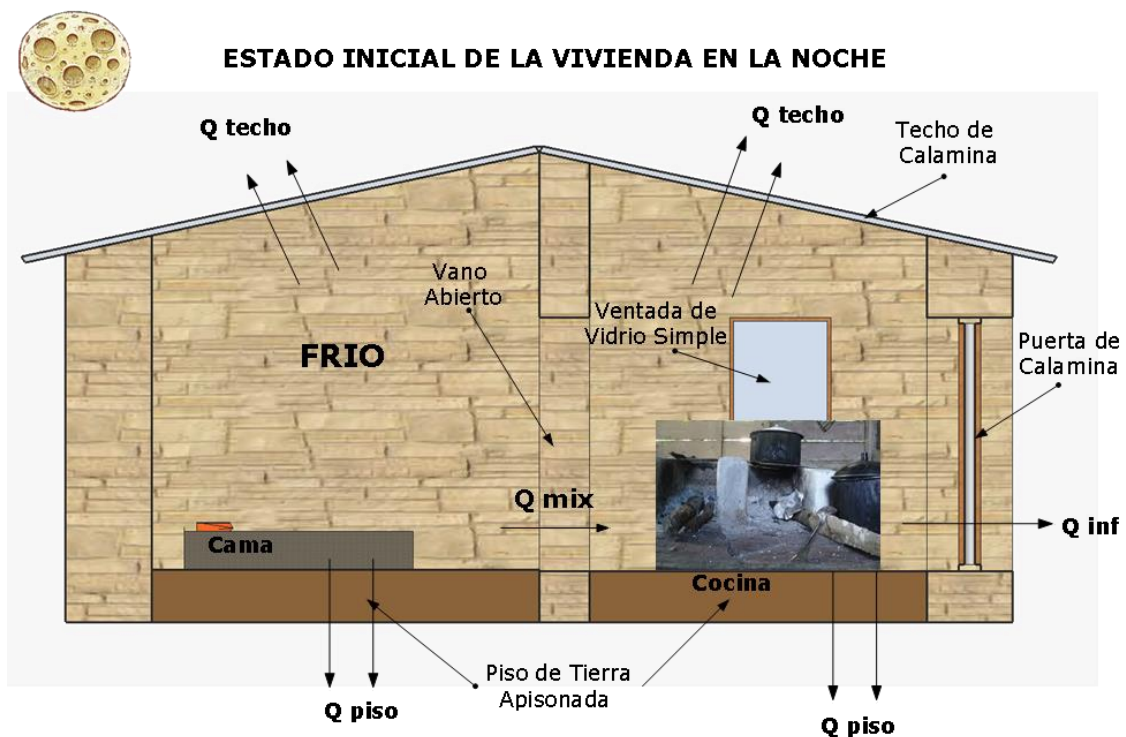 ESTADO INICIAL DE LA VIVIENDA EN LA NOCHE
Q techo
Q techo
Techo de
Calamina
Vano
Abierto
Ventada de
Vidrio Simple
FRIO
Puerta de
Calamina
Q mix
Q inf
Cama
Cocina
Piso de Tierra
Apisonada
Q piso
Q piso